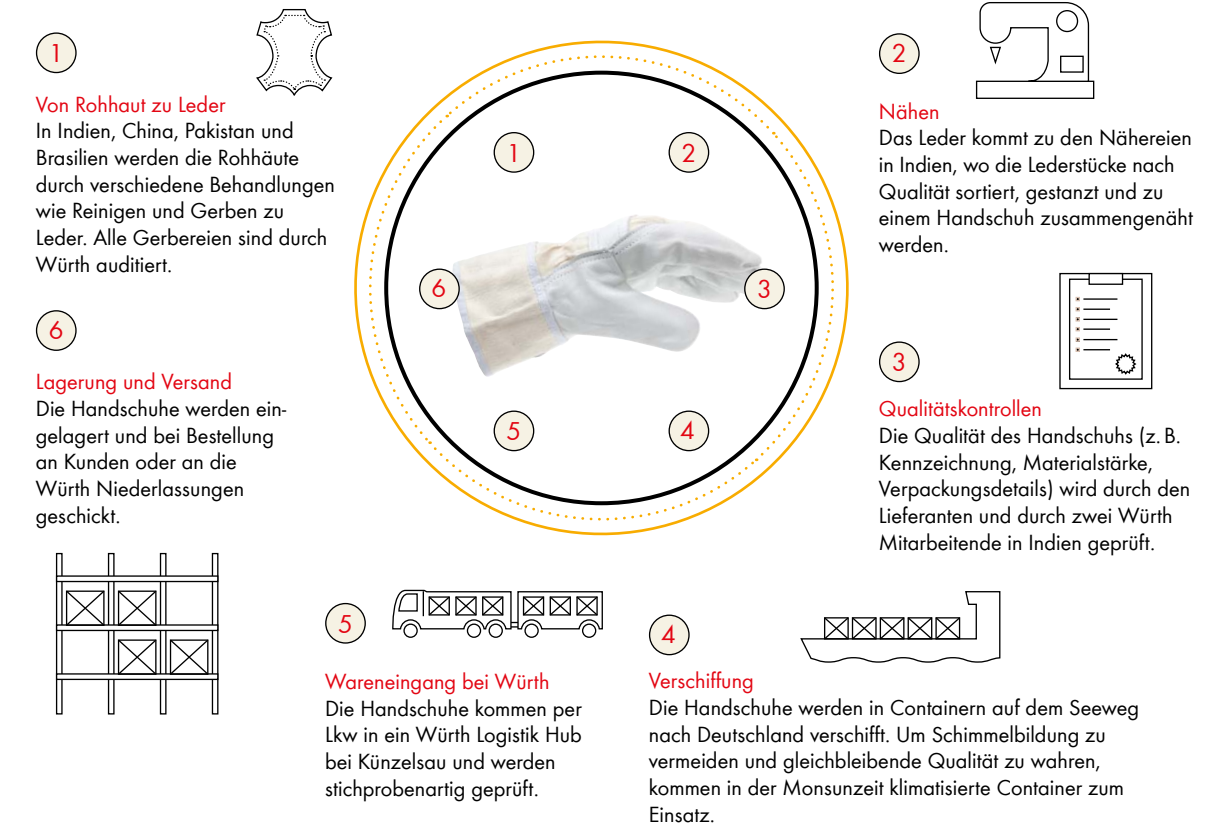 1
Von Rohhaut zu Leder
In Indien, China, Pakistan und
Brasilien werden die Rohhäute
durch verschiedene Behandlungen
wie Reinigen und Gerben zu
Leder. Alle Gerbereien sind durch
Würth auditiert.
2
Nähen
Das Leder kommt zu den Nähereien
in Indien, wo die Lederstücke nach
Qualität sortiert, gestanzt und zu
einem Handschuh zusammengenäht
werden.
1
2
6
3
5
4
3
Qualitätskontrollen
Die Qualität des Handschuhs (z. B.
Kennzeichnung, Materialstärke,
Verpackungsdetails) wird durch den
Lieferanten und durch zwei Würth
Mitarbeitende in Indien geprüft.
4
Verschiffung
Die Handschuhe werden in Containern auf dem Seeweg
nach Deutschland verschifft. Um Schimmelbildung zu
vermeiden und gleichbleibende Qualität zu wahren,
kommen in der Monsunzeit klimatisierte Container zum
Einsatz.
5
Wareneingang bei Würth
Die Handschuhe kommen per
Lkw in ein Würth Logistik Hub
bei Künzelsau und werden
stichprobenartig geprüft.
6
Lagerung und Versand
Die Handschuhe werden ein-
gelagert und bei Bestellung
an Kunden oder an die
Würth Niederlassungen
geschickt.